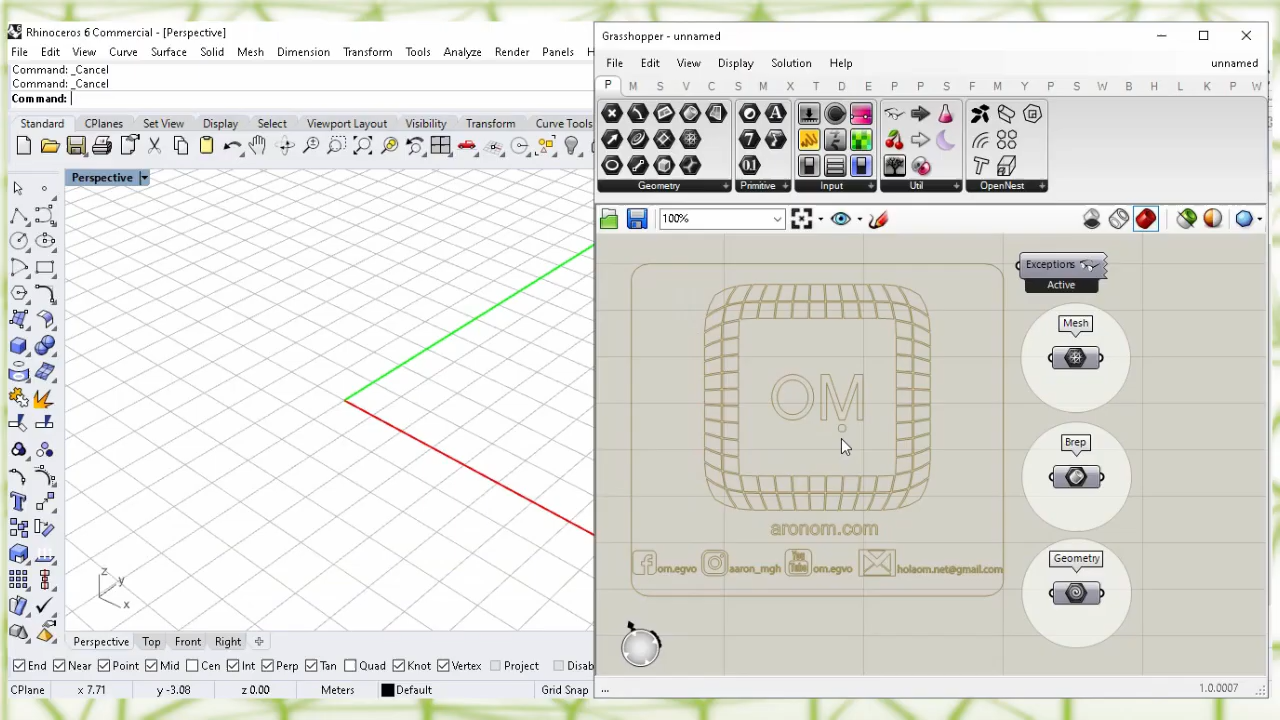 Rhinoceros 6 Commercial - [Perspective]
File Edit View Curve Surface Solid Mesh Dimension Transform Tools Analyze Render Panels
Command: _Cancel
Command: _Cancel
Command:
Standard CPlanes Set View Display Select Viewport Layout Visibility Transform Curve Tools
Perspective
z
y
x
Perspective Top Front Right
End Near Point Mid Cen Int Perp Tan Quad Knot Vertex Project
CPlane x 7.71 y -3.08 z 0.00 Meters Default Grid Snap
Grasshopper - unnamed
File Edit View Display Solution Help unnamed
P M S V C S M X T D E P P U S F N O M Y S W B H L K P W
A
7
01
Geometry Primitive Input Util OpenNest
100%
Exceptions
Active
Mesh
Brep
Geometry
OM
aronom.com
om.egvo aaron_mgh You Tube om.egvo holaom.net@gmail.com
... 1.0.0007